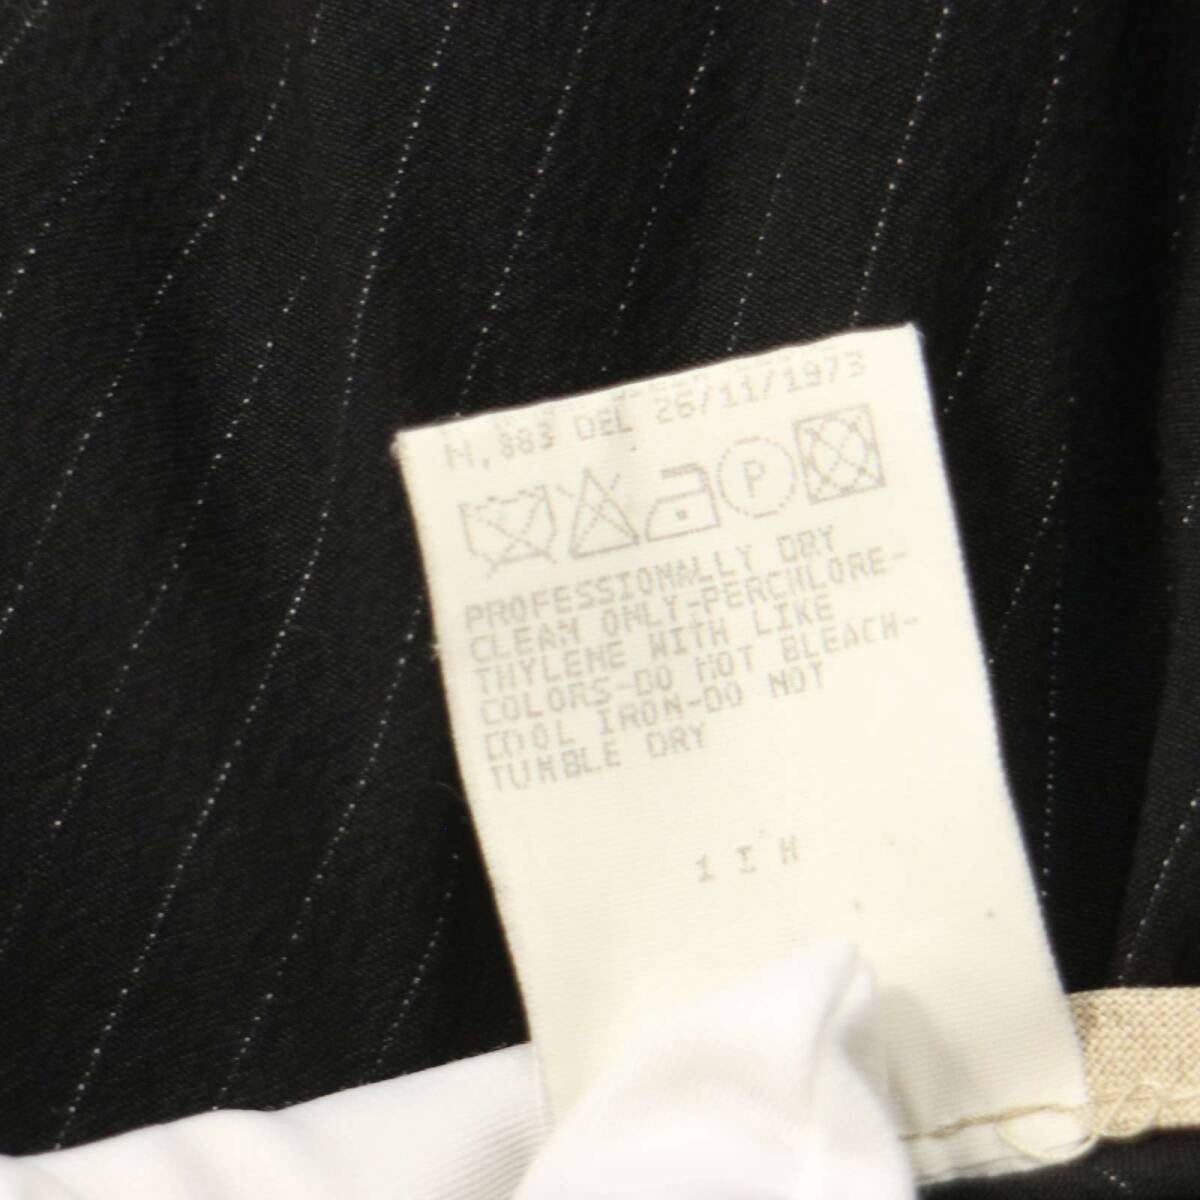 N. 883 DEL 26/11/1973
P
PROFESSIONALLY DRY
CLEAN ONLY-PERCHLORE-
THYLENE WITH LIKE
COLORS-DO NOT BLEACH-
COOL IRON-DO NOT
TUMBLE DRY
1 I H